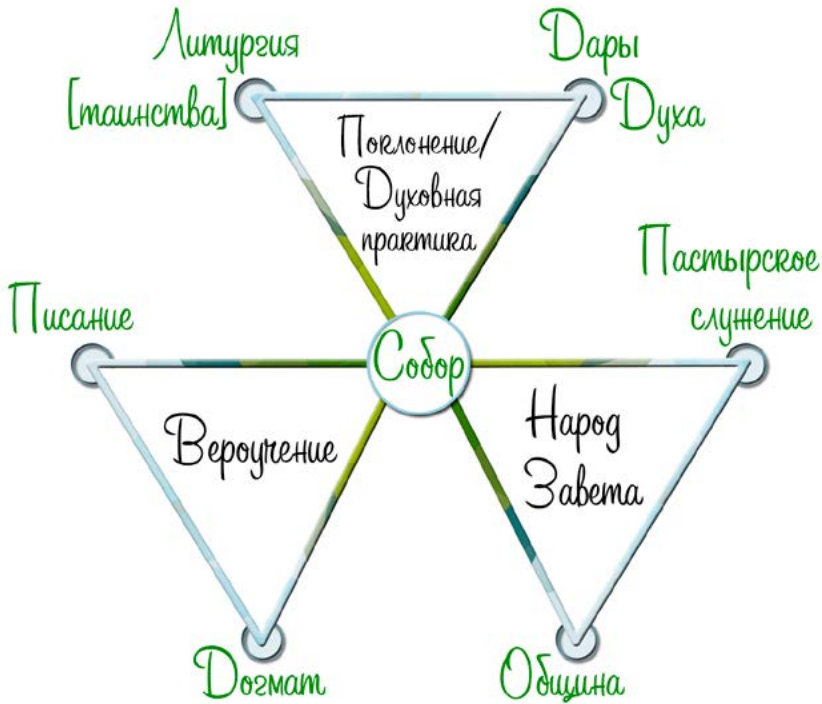 Литургия
[таинства]
Дары
Духа
Поклонение/
Духовная
практика
Пастырское
служение
Писание
Собор
Вероучение
Народ
Завета
Догмат
Община